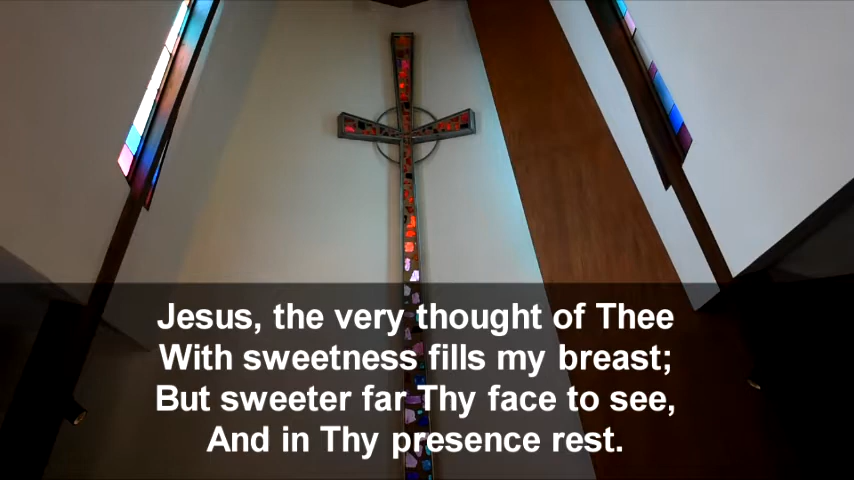 Jesus, the very thought of Thee
With sweetness fills my breast;
But sweeter far Thy face to see,
And in Thy presence rest.